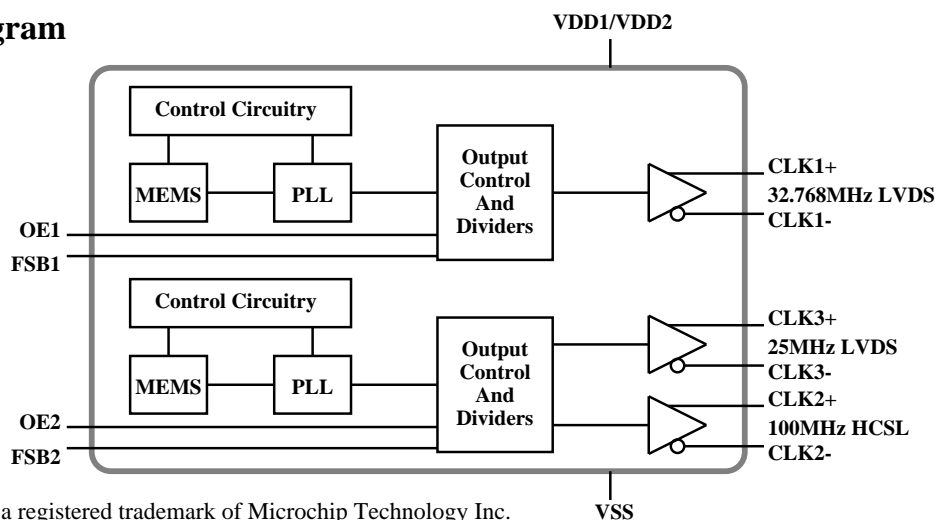 gram
VDD1/VDD2
Control Circuitry
MEMS
PLL
Output
Control
And
Dividers
CLK1+
32.768MHz LVDS
CLK1-
OE1
FSB1
Control Circuitry
MEMS
PLL
Output
Control
And
Dividers
CLK3+
25MHz LVDS
CLK3-
CLK2+
100MHz HCSL
CLK2-
OE2
FSB2
a registered trademark of Microchip Technology Inc.
VSS